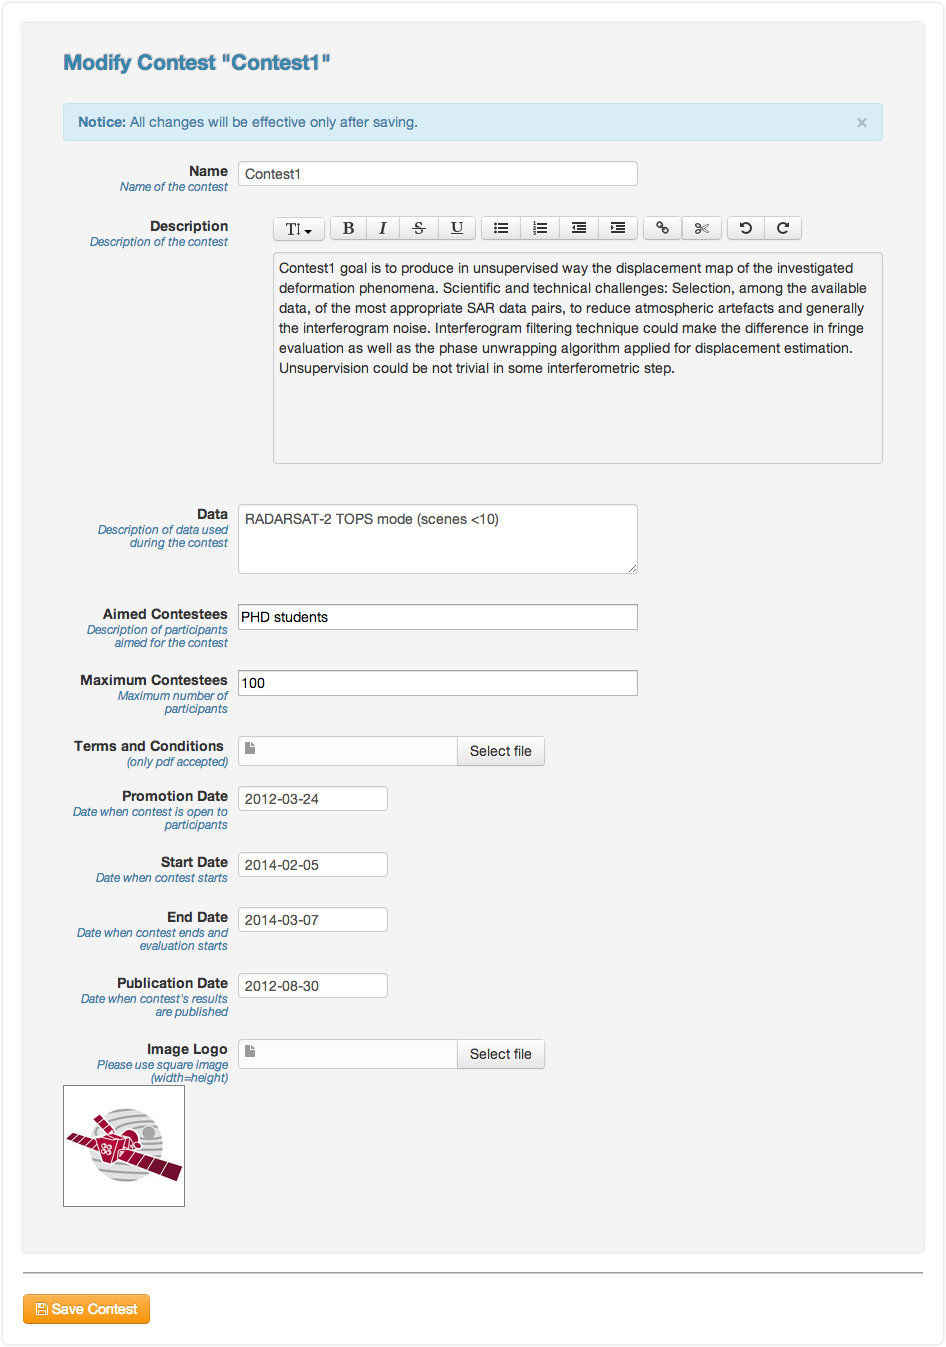 Modify Contest "Contest1"
Notice: All changes will be effective only after saving.
×
Name
Name of the contest
Contest1
Description
Description of the contest
T
B I S U
Contest1 goal is to produce in unsupervised way the displacement map of the investigated
deformation phenomena. Scientific and technical challenges: Selection, among the available
data, of the most appropriate SAR data pairs, to reduce atmospheric artefacts and generally
the interferogram noise. Interferogram filtering technique could make the difference in fringe
evaluation as well as the phase unwrapping algorithm applied for displacement estimation.
Unsupervision could be not trivial in some interferometric step.
Data
Description of data used
during the contest
RADARSAT-2 TOPS mode (scenes <10)
Aimed Contestees
Description of participants
aimed for the contest
PHD students
Maximum Contestees
Maximum number of
participants
100
Terms and Conditions
(only pdf accepted)
Select file
Promotion Date
Date when contest is open to
participants
2012-03-24
Start Date
Date when contest starts
2014-02-05
End Date
Date when contest ends and
evaluation starts
2014-03-07
Publication Date
Date when contest's results
are published
2012-08-30
Image Logo
Please use square image
(width=height)
Select file
Save Contest